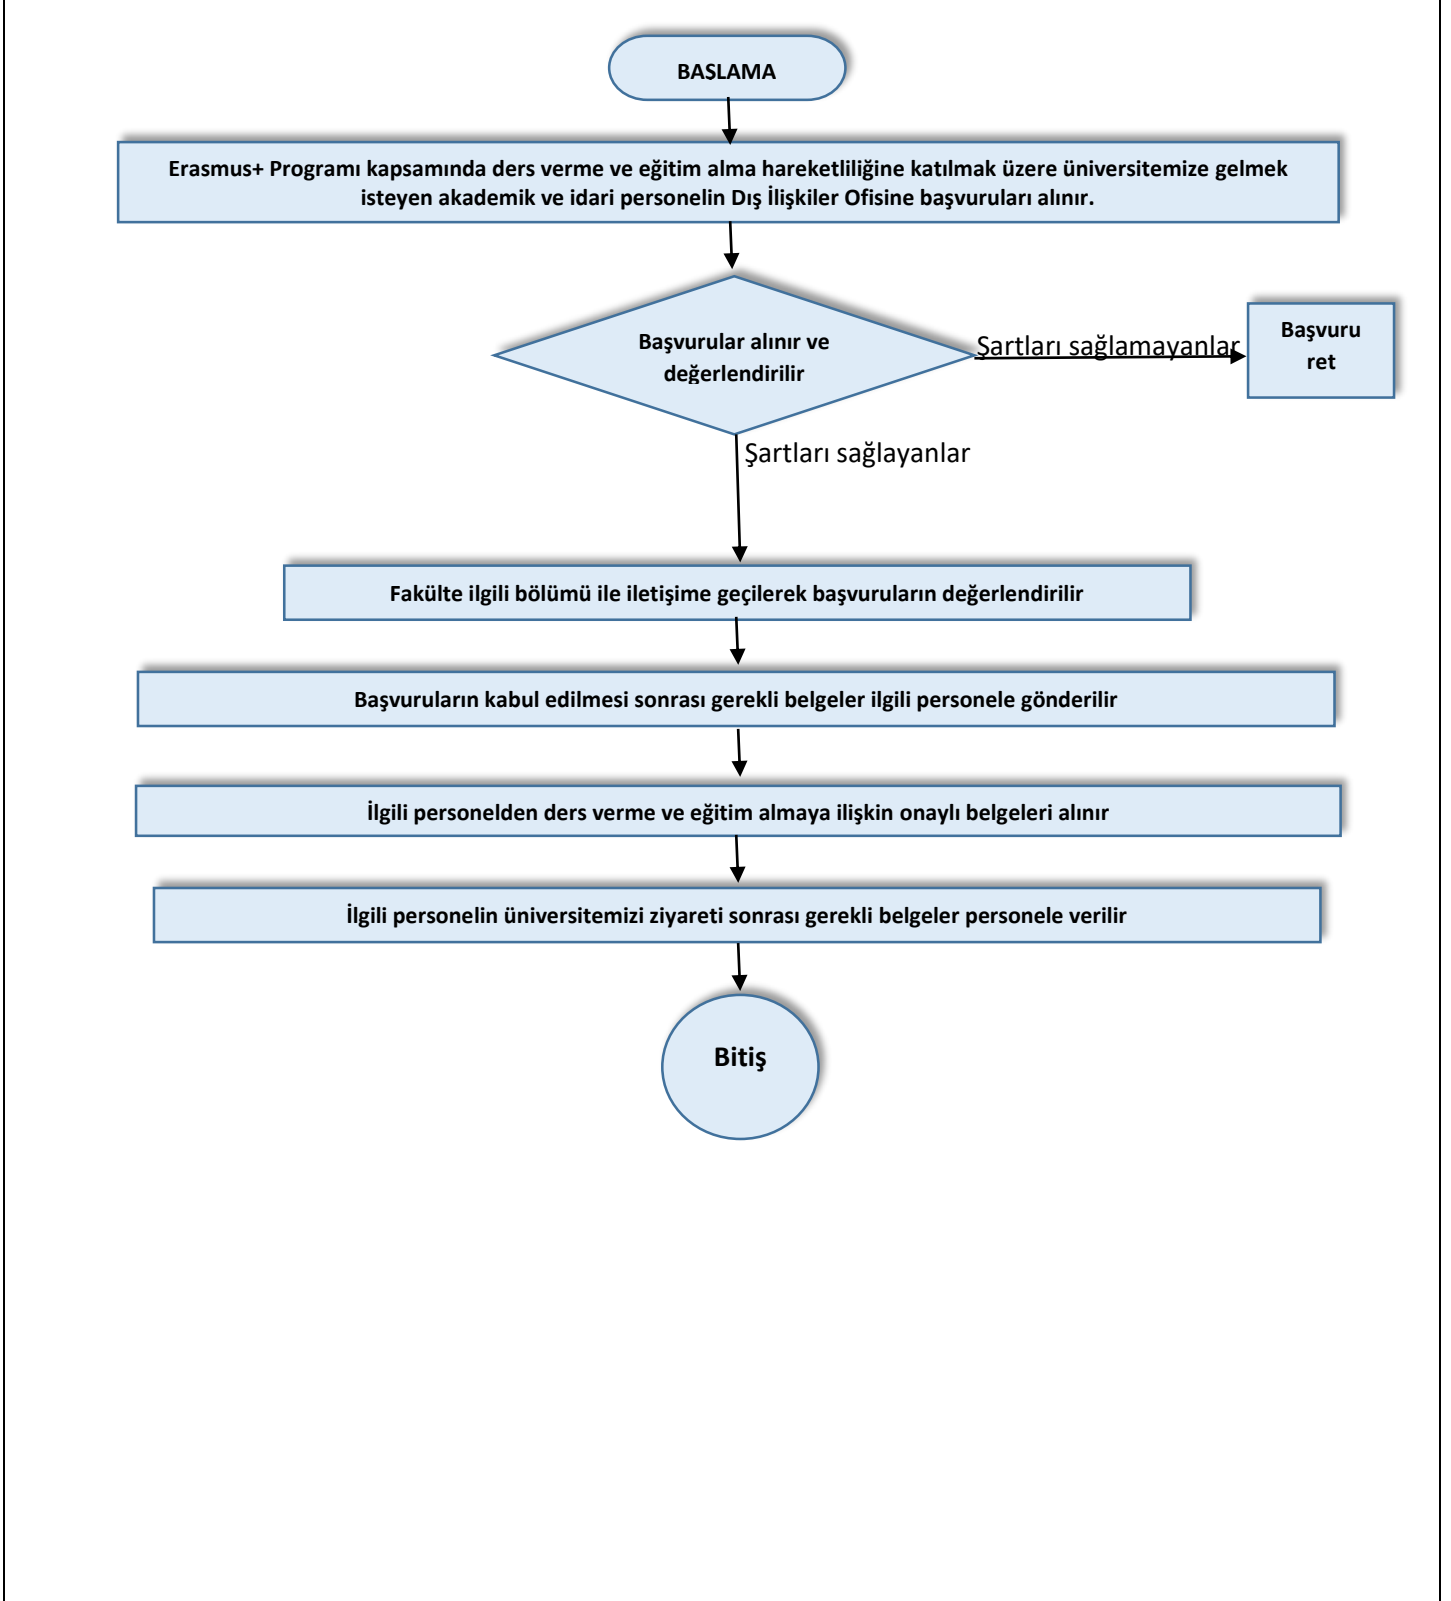 BASLAMA
Erasmus+ Programı kapsamında ders verme ve eğitim alma hareketliliğine katılmak üzere üniversitemize gelmek
isteyen akademik ve idari personelin Dış İlişkiler Ofisine başvuruları alınır.
Başvurular alınır ve
değerlendirilir
Şartları sağlamayanlar
Başvuru
ret
Şartları sağlayanlar
Fakülte ilgili bölümü ile iletişime geçilerek başvuruların değerlendirilir
Başvuruların kabul edilmesi sonrası gerekli belgeler ilgili personele gönderilir
İlgili personelden ders verme ve eğitim almaya ilişkin onaylı belgeleri alınır
İlgili personelin üniversitemizi ziyareti sonrası gerekli belgeler personele verilir
Bitiş